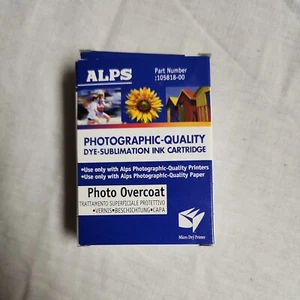 ALPS
Part Number
:105818-00
PHOTOGRAPHIC-QUALITY
DYE-SUBLIMATION INK CARTRIDGE
•Use only with Alps Photographic-Quality Printers
•Use only with Alps Photographic-Quality Paper
Photo Overcoat
TRATTAMENTO SUPERFICIALE PROTETTIVO
•VERNIS•BESCHICHTUNG•CAPA
Micro Dry Printer